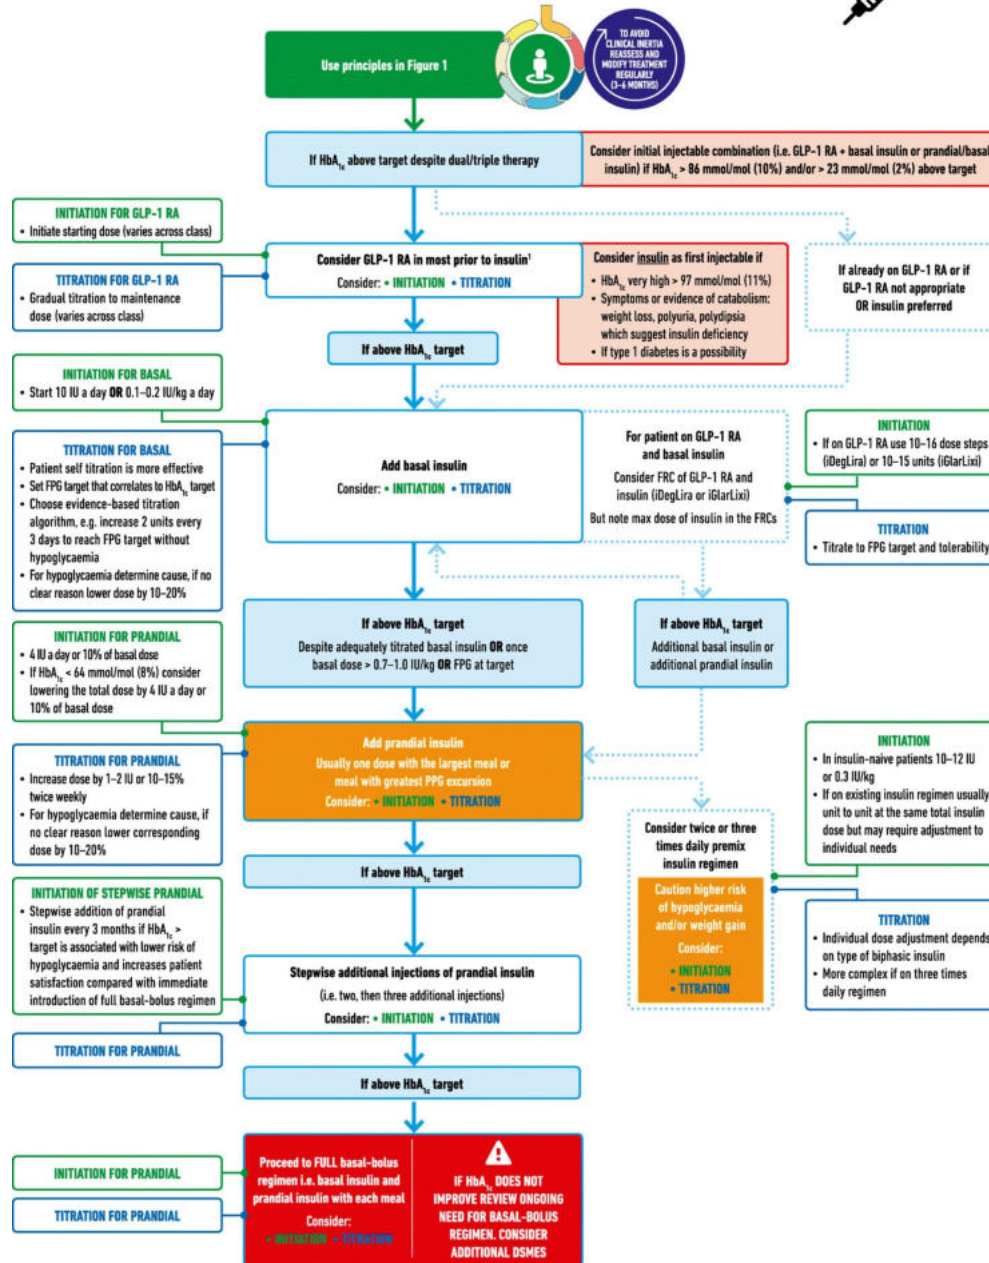 Use principles in Figure 1
TO AVOID
CLINICAL INERTIA
REASSESS AND
MODIFY TREATMENT
REGULARLY
(3–6 MONTHS)
If HbA1c above target despite dual/triple therapy
Consider initial injectable combination (i.e. GLP-1 RA + basal insulin or prandial/basal
insulin) if HbA1c > 86 mmol/mol (10%) and/or > 23 mmol/mol (2%) above target
INITIATION FOR GLP-1 RA
• Initiate starting dose (varies across class)
TITRATION FOR GLP-1 RA
• Gradual titration to maintenance
dose (varies across class)
Consider GLP-1 RA in most prior to insulin1
Consider: • INITIATION • TITRATION
Consider insulin as first injectable if
• HbA1c very high > 97 mmol/mol (11%)
• Symptoms or evidence of catabolism:
weight loss, polyuria, polydipsia
which suggest insulin deficiency
• If type 1 diabetes is a possibility
If already on GLP-1 RA or if
GLP-1 RA not appropriate
OR insulin preferred
If above HbA1c target
INITIATION FOR BASAL
• Start 10 IU a day OR 0.1–0.2 IU/kg a day
TITRATION FOR BASAL
• Patient self titration is more effective
• Set FPG target that correlates to HbA1c target
• Choose evidence-based titration
algorithm, e.g. increase 2 units every
3 days to reach FPG target without
hypoglycaemia
• For hypoglycaemia determine cause, if no
clear reason lower dose by 10–20%
Add basal insulin
Consider: • INITIATION • TITRATION
For patient on GLP-1 RA
and basal insulin
Consider FRC of GLP-1 RA and
insulin (iDegLira or iGlarLixi)
But note max dose of insulin in the FRCs
INITIATION
• If on GLP-1 RA use 10–16 dose steps
(iDegLira) or 10–15 units (iGlarLixi)
TITRATION
• Titrate to FPG target and tolerability
If above HbA1c target
Despite adequately titrated basal insulin OR once
basal dose > 0.7–1.0 IU/kg OR FPG at target
If above HbA1c target
Additional basal insulin or
additional prandial insulin
INITIATION FOR PRANDIAL
• 4 IU a day or 10% of basal dose
• If HbA1c < 64 mmol/mol (8%) consider
lowering the total dose by 4 IU a day or
10% of basal dose
TITRATION FOR PRANDIAL
• Increase dose by 1–2 IU or 10–15%
twice weekly
• For hypoglycaemia determine cause, if
no clear reason lower corresponding
dose by 10–20%
Add prandial insulin
Usually one dose with the largest meal or
meal with greatest PPG excursion
Consider: • INITIATION • TITRATION
INITIATION
• In insulin-naive patients 10–12 IU
or 0.3 IU/kg
• If on existing insulin regimen usually
unit to unit at the same total insulin
dose but may require adjustment to
individual needs
Consider twice or three
times daily premix
insulin regimen
Caution higher risk
of hypoglycaemia
and/or weight gain
Consider:
• INITIATION
• TITRATION
TITRATION
• Individual dose adjustment depends
on type of biphasic insulin
• More complex if on three times
daily regimen
If above HbA1c target
INITIATION OF STEPWISE PRANDIAL
• Stepwise addition of prandial
insulin every 3 months if HbA1c >
target is associated with lower risk of
hypoglycaemia and increases patient
satisfaction compared with immediate
introduction of full basal-bolus regimen
TITRATION FOR PRANDIAL
Stepwise additional injections of prandial insulin
(i.e. two, then three additional injections)
Consider: • INITIATION • TITRATION
If above HbA1c target
INITIATION FOR PRANDIAL
TITRATION FOR PRANDIAL
Proceed to FULL basal-bolus
regimen i.e. basal insulin and
prandial insulin with each meal
Consider:
• INITIATION • TITRATION
IF HbA1c DOES NOT
IMPROVE REVIEW ONGOING
NEED FOR BASAL-BOLUS
REGIMEN. CONSIDER
ADDITIONAL DSMES